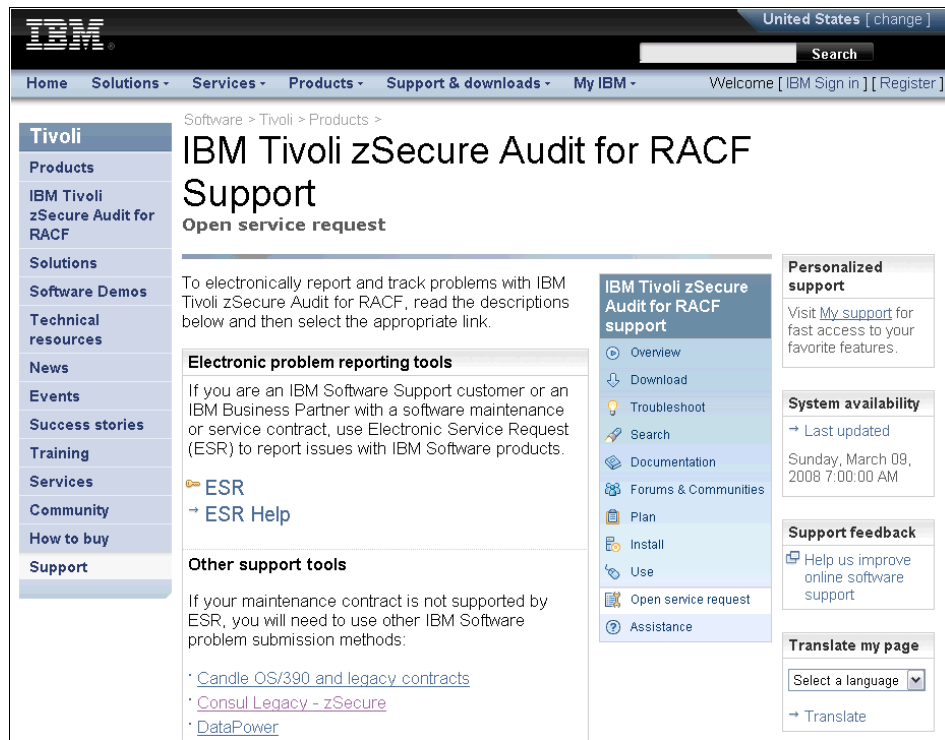 United States [ change ]
IBM®
Search
Home Solutions Services Products Support & downloads My IBM Welcome [ IBM Sign in ] [ Register ]
Tivoli
Products
IBM Tivoli
zSecure Audit for
RACF
Solutions
Software Demos
Technical
resources
News
Events
Success stories
Training
Services
Community
How to buy
Support
Software > Tivoli > Products >
IBM Tivoli zSecure Audit for RACF
Support
Open service request
To electronically report and track problems with IBM
Tivoli zSecure Audit for RACF, read the descriptions
below and then select the appropriate link.
Electronic problem reporting tools
If you are an IBM Software Support customer or an
IBM Business Partner with a software maintenance
or service contract, use Electronic Service Request
(ESR) to report issues with IBM Software products.
ESR
→ ESR Help
Other support tools
If your maintenance contract is not supported by
ESR, you will need to use other IBM Software
problem submission methods:
· Candle OS/390 and legacy contracts
· Consul Legacy - zSecure
· DataPower
IBM Tivoli zSecure
Audit for RACF
support
Overview
Download
Troubleshoot
Search
Documentation
Forums & Communities
Plan
Install
Use
Open service request
Assistance
Personalized
support
Visit My support for
fast access to your
favorite features.
System availability
→ Last updated
Sunday, March 09,
2008 7:00:00 AM
Support feedback
Help us improve
online software
support
Translate my page
Select a language
→ Translate